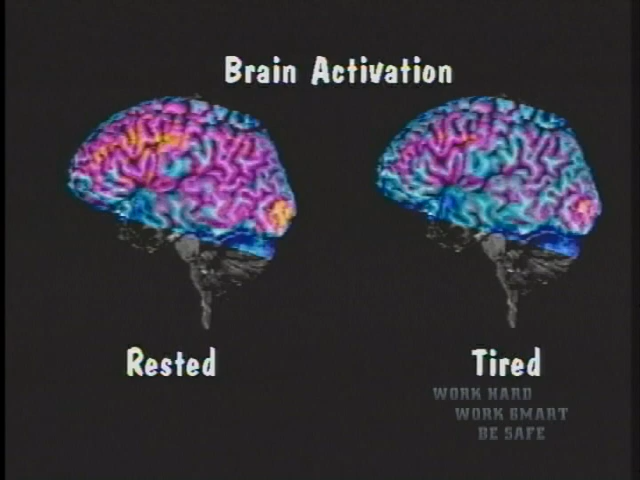 Brain Activation
Rested
Tired
WORK HARD
WORK SMART
BE SAFE